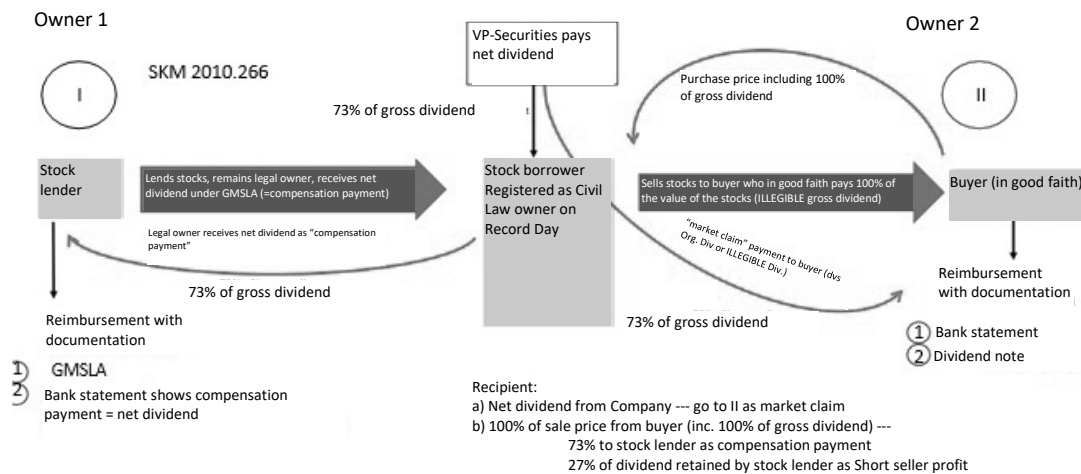 Owner 1
Owner 2
VP-Securities pays
net dividend
SKM 2010.266
I
II
Purchase price including 100%
of gross dividend
73% of gross dividend
t
Stock
lender
Lends stocks, remains legal owner, receives net
dividend under GMSLA (=compensation payment)
Stock borrower
Registered as Civil
Law owner on
Record Day
Sells stocks to buyer who in good faith pays 100% of
the value of the stocks (ILLEGIBLE gross dividend)
Buyer (in good faith)
Legal owner receives net dividend as “compensation
payment”
"market claim" payment to buyer (dvs
Org. Div or ILLEGIBLE Div.)
73% of gross dividend
73% of gross dividend
Reimbursement with
documentation
Reimbursement
with documentation
1 Bank statement
2 Dividend note
1 GMSLA
2 Bank statement shows compensation
payment = net dividend
Recipient:
a) Net dividend from Company --- go to II as market claim
b) 100% of sale price from buyer (inc. 100% of gross dividend) ---
73% to stock lender as compensation payment
27% of dividend retained by stock lender as Short seller profit